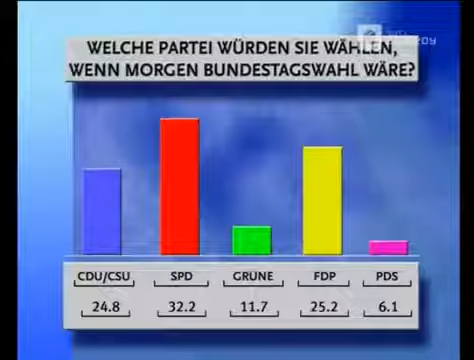 WELCHE PARTEI WÜRDEN SIE WÄHLEN,
WENN MORGEN BUNDESTAGSWAHL WÄRE?
CDU/CSU SPD GRÜNE FDP PDS
24.8 32.2 11.7 25.2 6.1